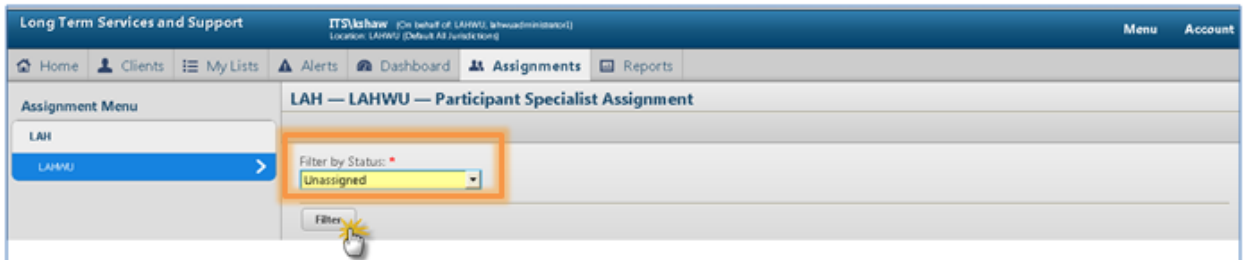 Long Term Services and Support
ITS\kshaw (On behalf of: LAHWU, lahwuadministrator1)
Location: LAHWU (Default All Jurisdictions)
Menu Account
Home Clients My Lists Alerts Dashboard Assignments Reports
Assignment Menu
LAH — LAHWU — Participant Specialist Assignment
LAH
LAHWU
Filter by Status: *
Unassigned
Filter